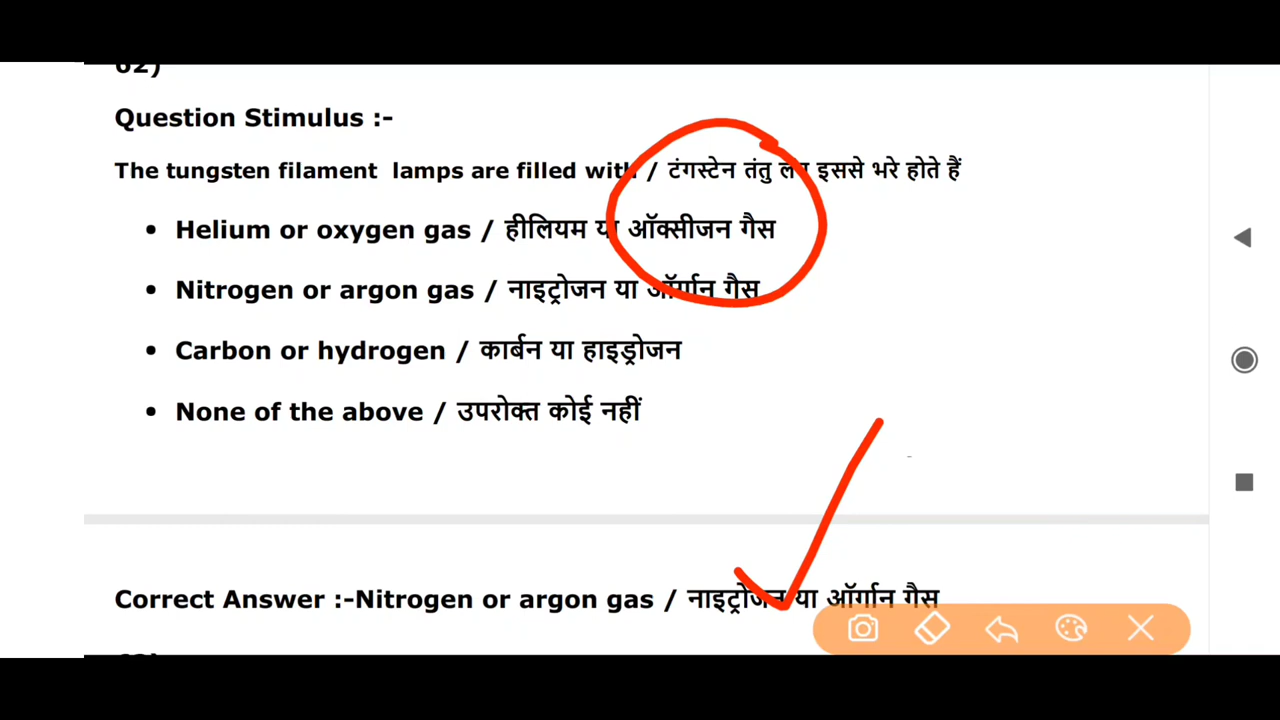 62)
Question Stimulus :-
The tungsten filament lamps are filled with / टंगस्टेन तंतु लैंप इससे भरे होते हैं
• Helium or oxygen gas / हीलियम या ऑक्सीजन गैस
• Nitrogen or argon gas / नाइट्रोजन या ऑर्गान गैस
• Carbon or hydrogen / कार्बन या हाइड्रोजन
• None of the above / उपरोक्त कोई नहीं
Correct Answer :-Nitrogen or argon gas / नाइट्रोजन या ऑर्गान गैस